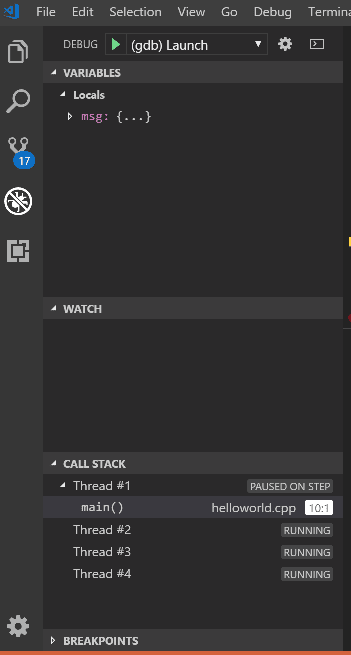 File Edit Selection View Go Debug Termina
DEBUG (gdb) Launch
VARIABLES
Locals
msg: {...}
17
WATCH
CALL STACK
Thread #1 PAUSED ON STEP
main() helloworld.cpp 10:1
Thread #2 RUNNING
Thread #3 RUNNING
Thread #4 RUNNING
BREAKPOINTS